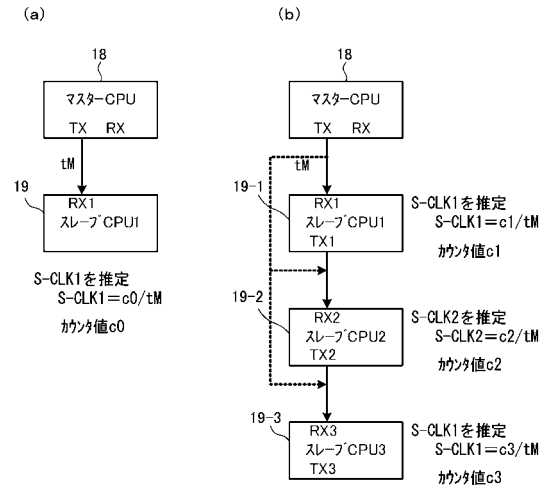 (a)
18
マスターCPU
TX RX
tM
19
RX1
スレーブCPU1
S-CLK1を推定
S-CLK1=c0/tM
カウンタ値c0
(b)
18
マスターCPU
TX RX
tM
19-1
RX1
スレーブCPU1
TX1
S-CLK1を推定
S-CLK1=c1/tM
カウンタ値c1
19-2
RX2
スレーブCPU2
TX2
S-CLK2を推定
S-CLK2=c2/tM
カウンタ値c2
19-3
RX3
スレーブCPU3
TX3
S-CLK1を推定
S-CLK1=c3/tM
カウンタ値c3